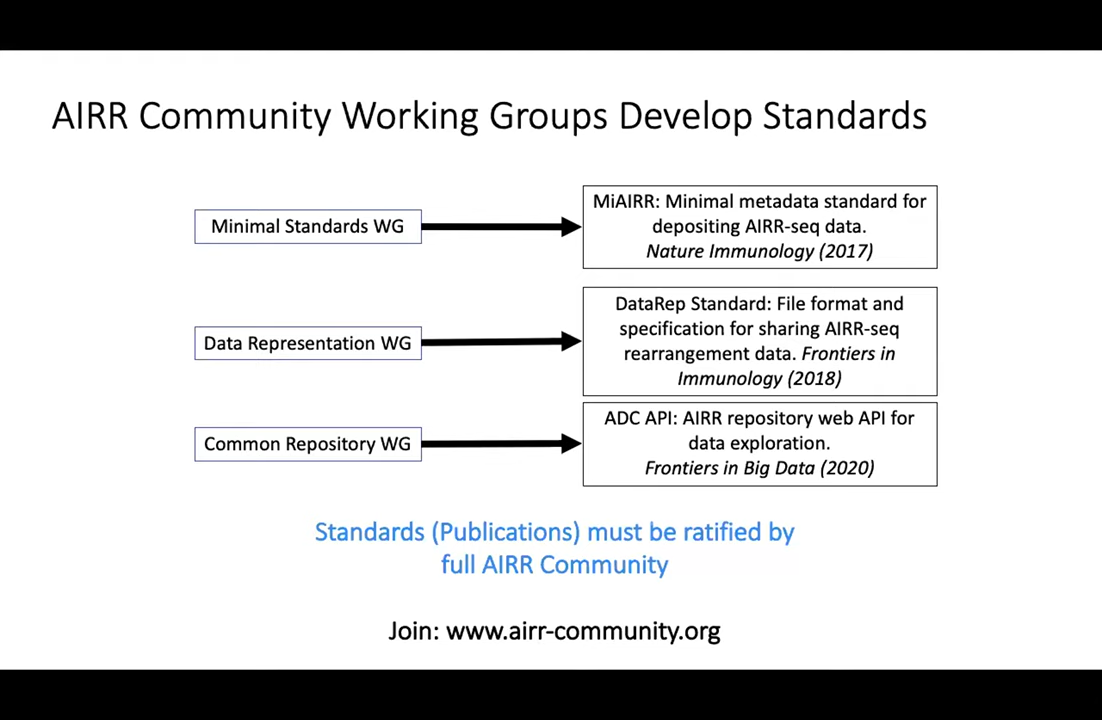 AIRR Community Working Groups Develop Standards
Minimal Standards WG
MiAIRR: Minimal metadata standard for
depositing AIRR-seq data.
Nature Immunology (2017)
Data Representation WG
DataRep Standard: File format and
specification for sharing AIRR-seq
rearrangement data. Frontiers in
Immunology (2018)
Common Repository WG
ADC API: AIRR repository web API for
data exploration.
Frontiers in Big Data (2020)
Standards (Publications) must be ratified by
full AIRR Community
Join: www.airr-community.org